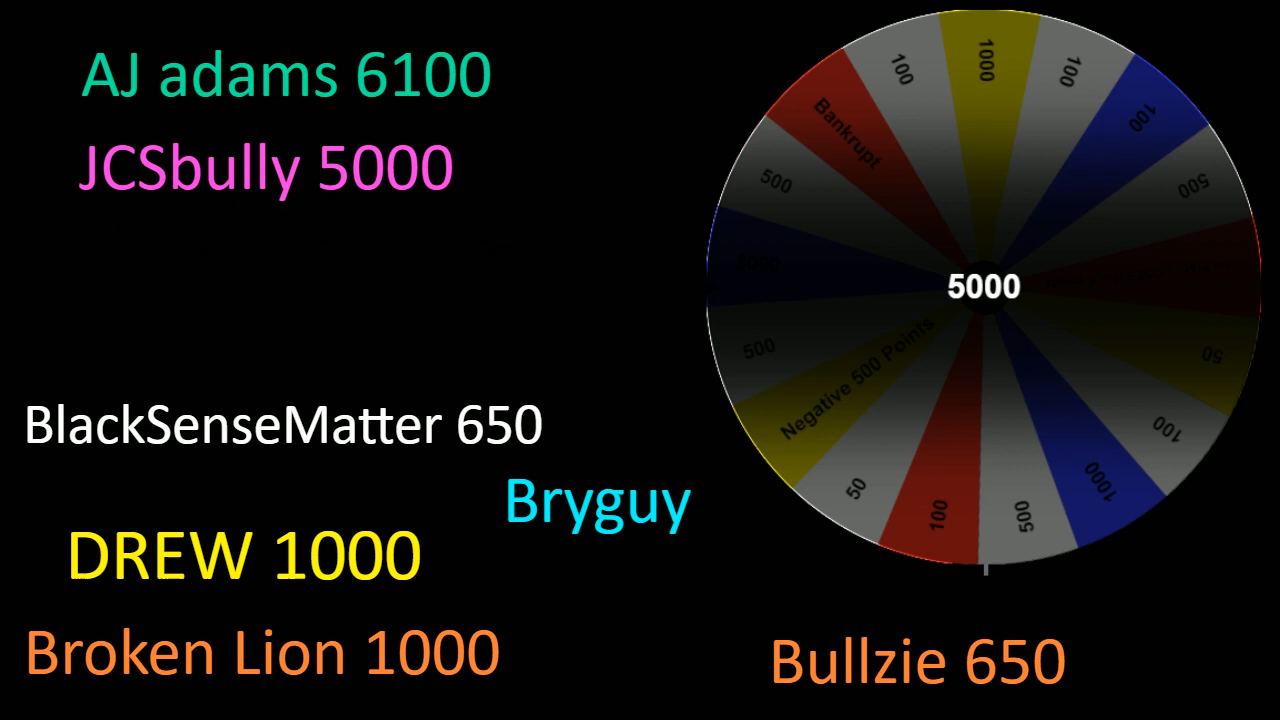 AJ adams 6100
JCSbully 5000
BlackSenseMatter 650
Bryguy
DREW 1000
Broken Lion 1000
Bullzie 650
5000
1000
100
100
500
50
100
1000
500
100
50
Negative 500 Points
500
5000
500
Bankrupt
100